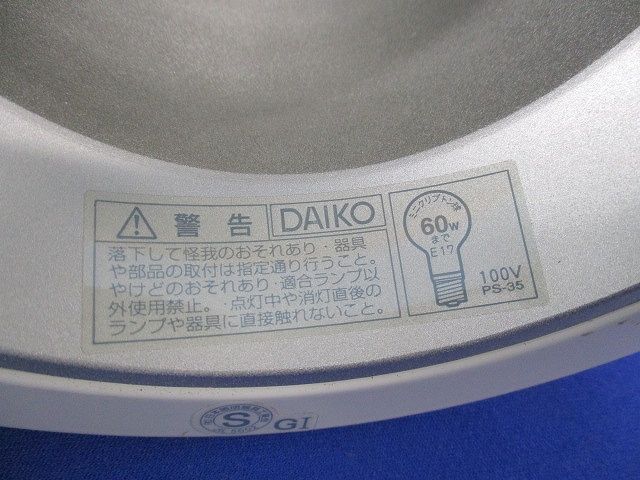 警告 DAIKO
落下して怪我のおそれあり・器具
や部品の取付は指定通り行うこと。
やけどのおそれあり・適合ランプ以
外使用禁止。・点灯中や消灯直後の
ランプや器具に直接触れないこと。
ミニクリプトン球
60W
まで
E17
100V
PS-35
S
GI